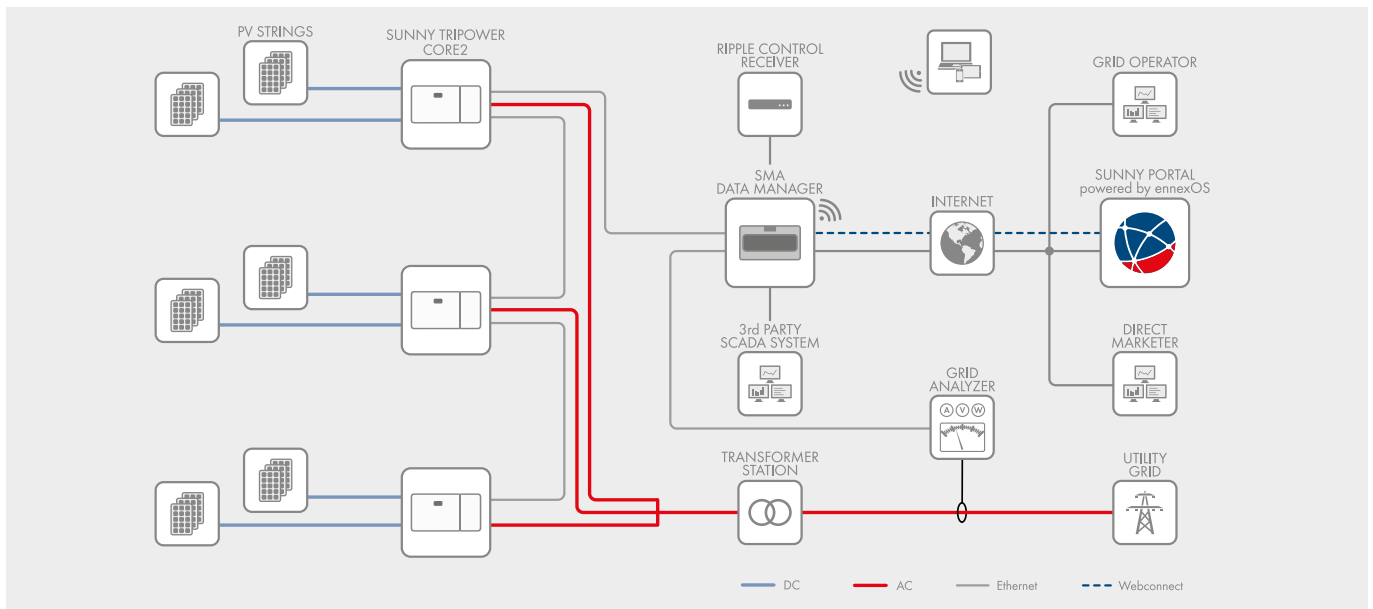 PV STRINGS
SUNNY TRIPOWER
CORE2
RIPPLE CONTROL
RECEIVER
GRID OPERATOR
SMA
DATA MANAGER
INTERNET
SUNNY PORTAL
powered by ennexOS
3rd PARTY
SCADA SYSTEM
DIRECT
MARKETER
GRID
ANALYZER
A V W
TRANSFORMER
STATION
UTILITY
GRID
DC
AC
Ethernet
Webconnect